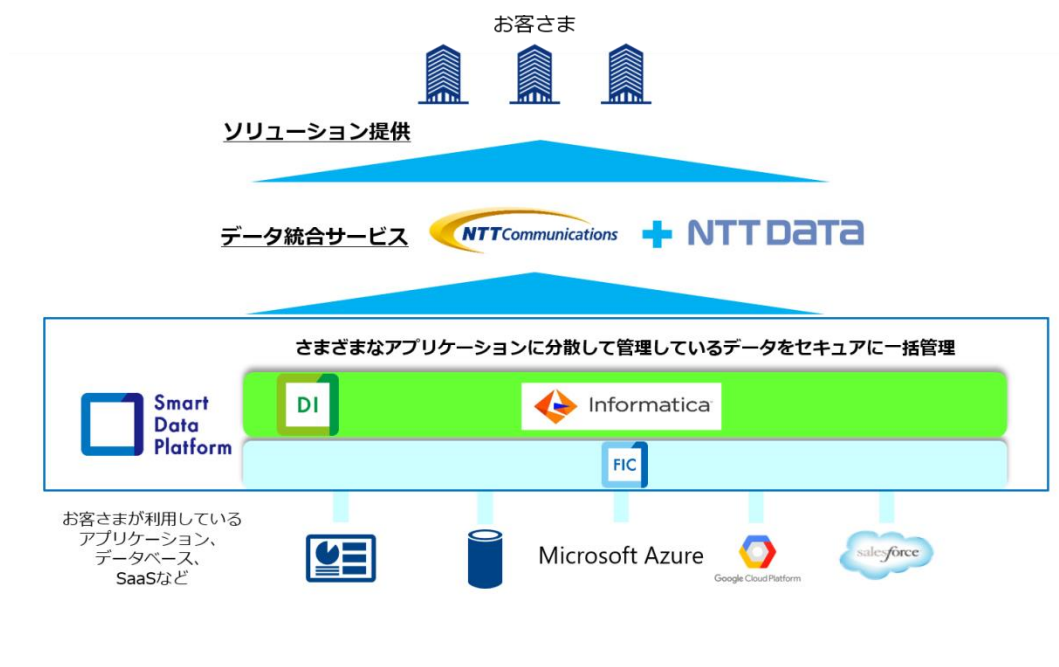 お客さま
ソリューション提供
データ統合サービス
NTT Communications
+
NTT DATA
さまざまなアプリケーションに分散して管理しているデータをセキュアに一括管理
Smart
Data
Platform
DI
Informatica
FIC
お客さまが利用している
アプリケーション、
データベース、
SaaSなど
Microsoft Azure
Google Cloud Platform
salesforce